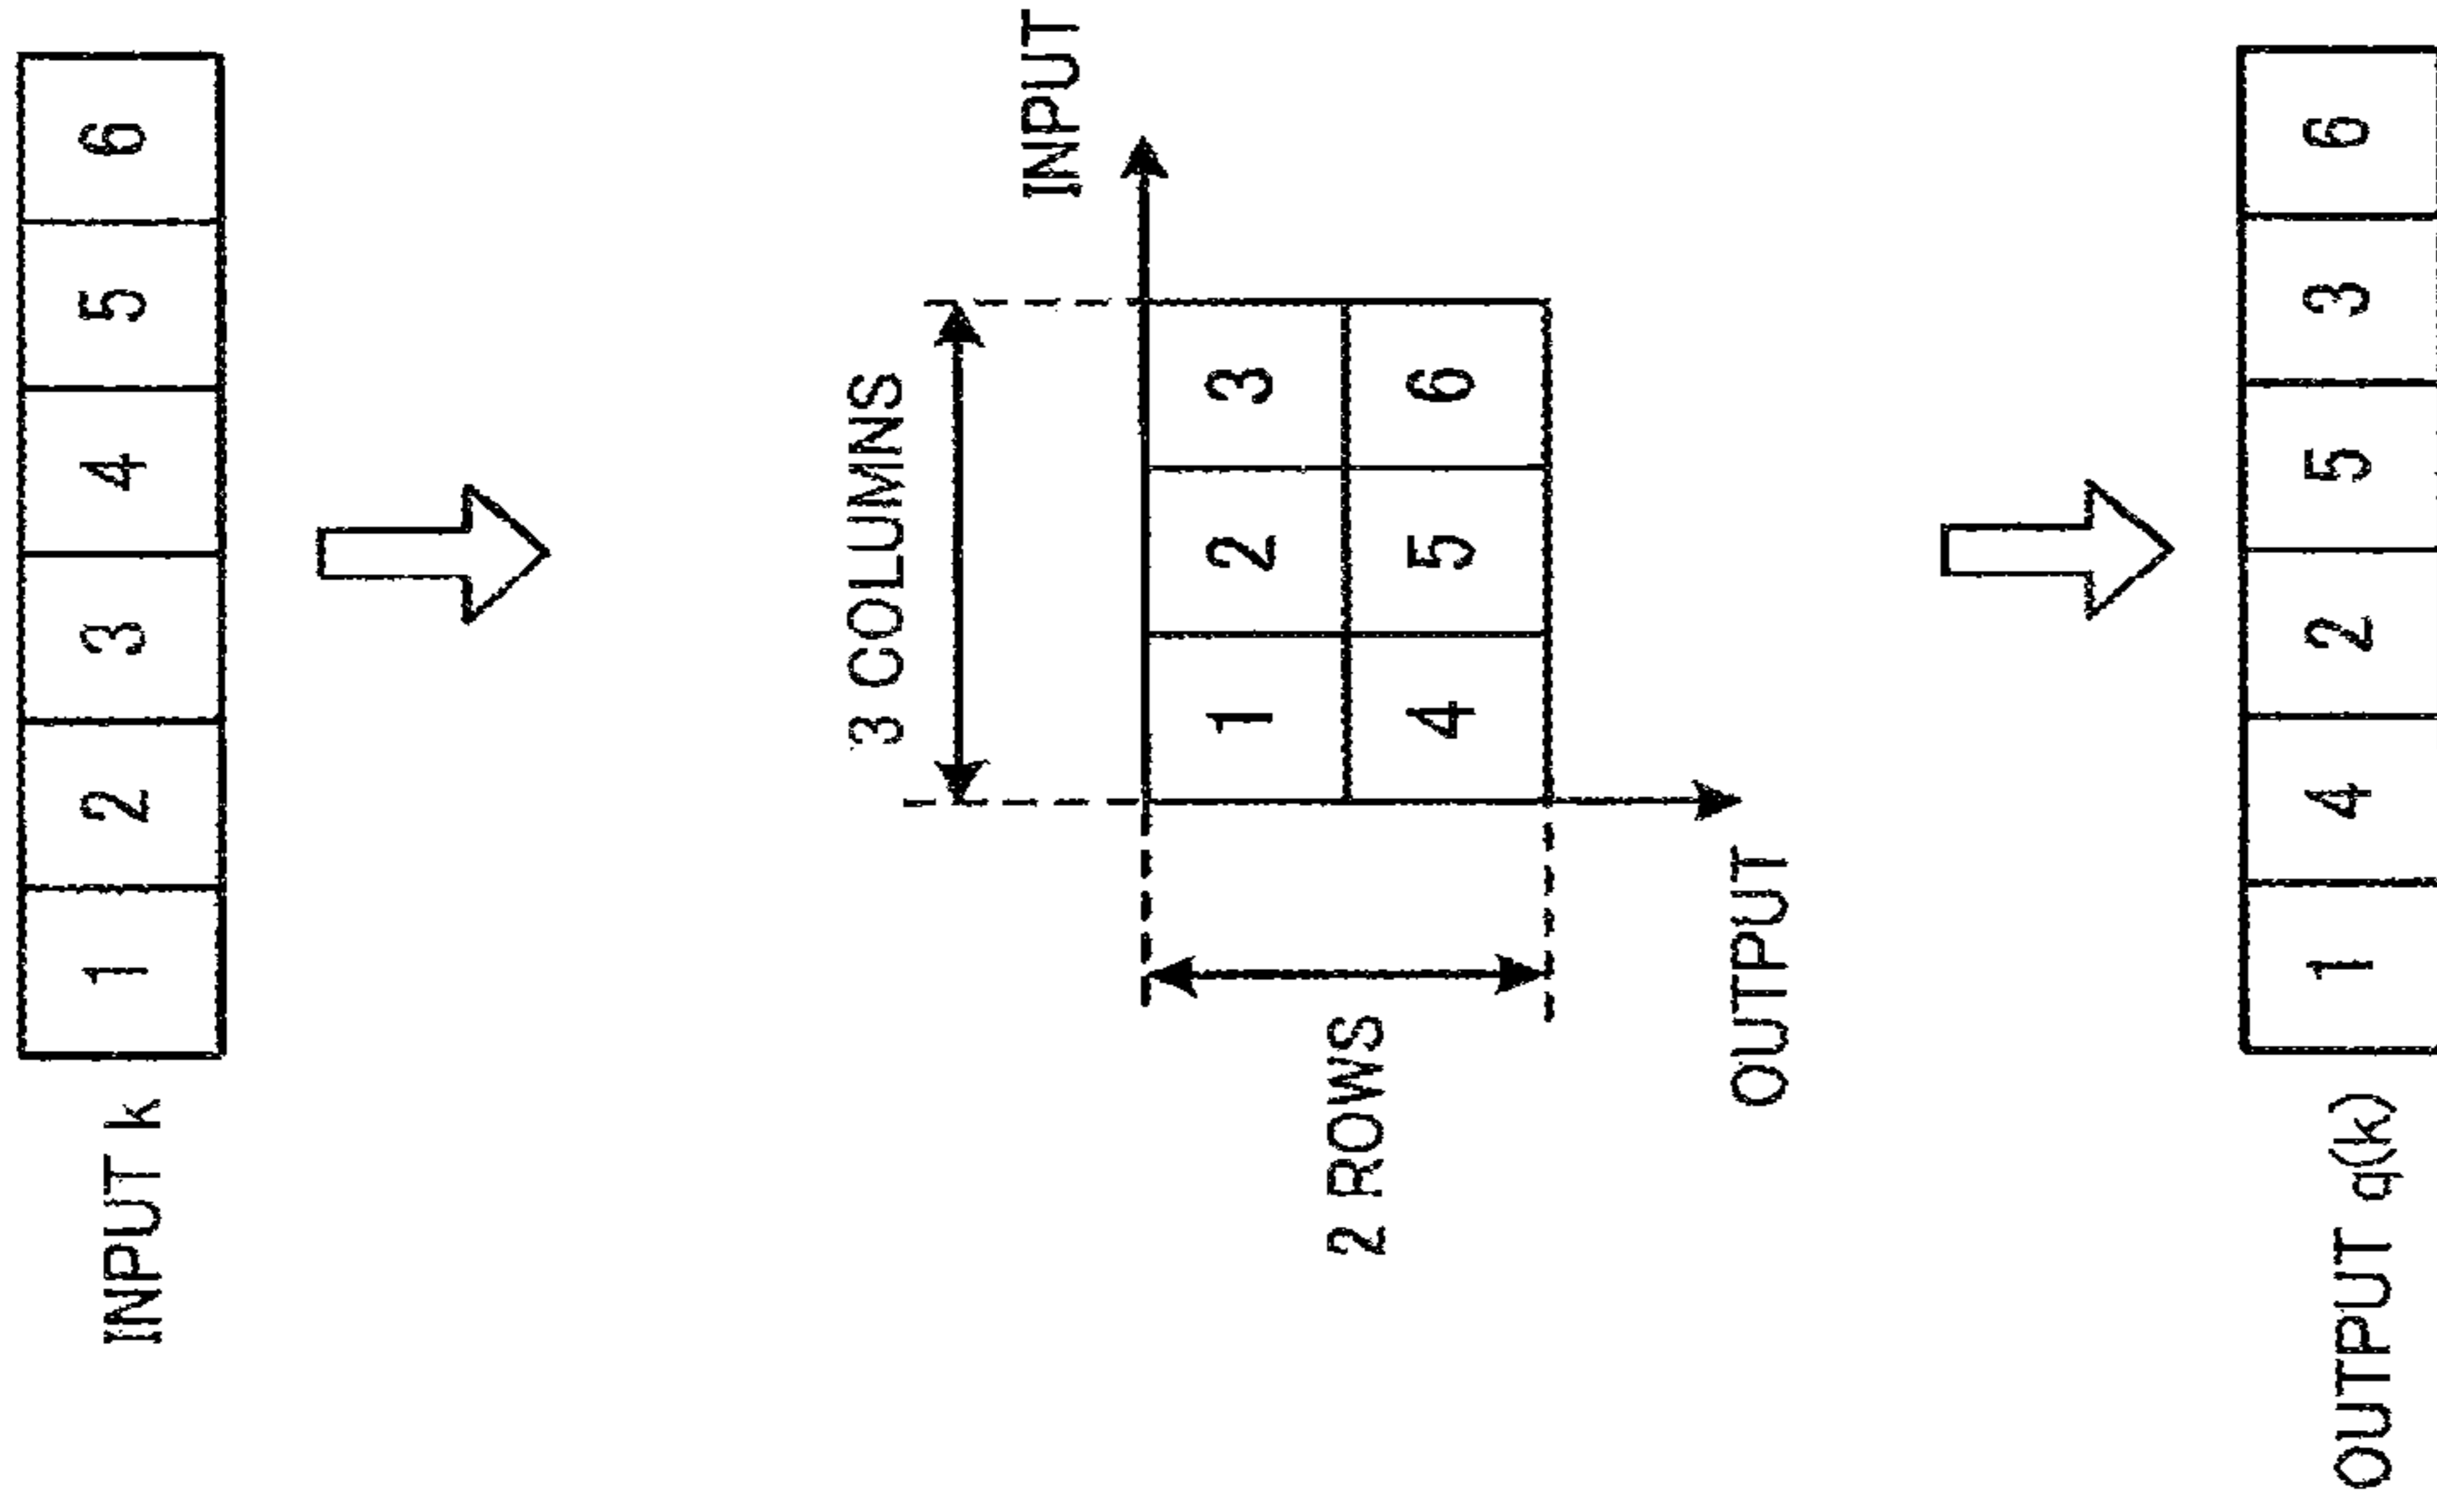 INPUT k 1 2 3 4 5 6
3 COLUMNS
INPUT
2 ROWS
1 2 3
4 5 6
OUTPUT
OUTPUT q(k) 1 4 2 5 3 6